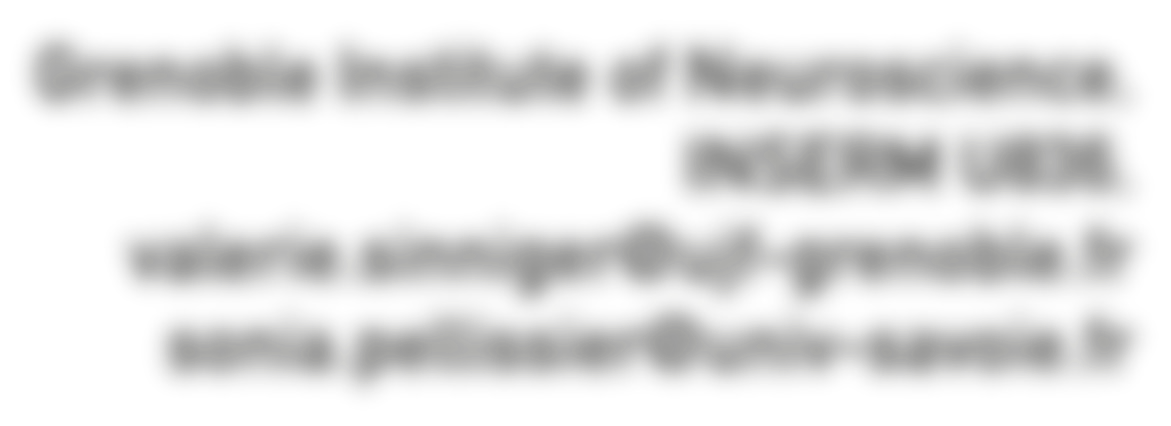 Grenoble Institute of Neuroscience,
INSERM U836,
valerie.sinniger@ujf-grenoble.fr
sonia.pellissier@univ-savoie.fr